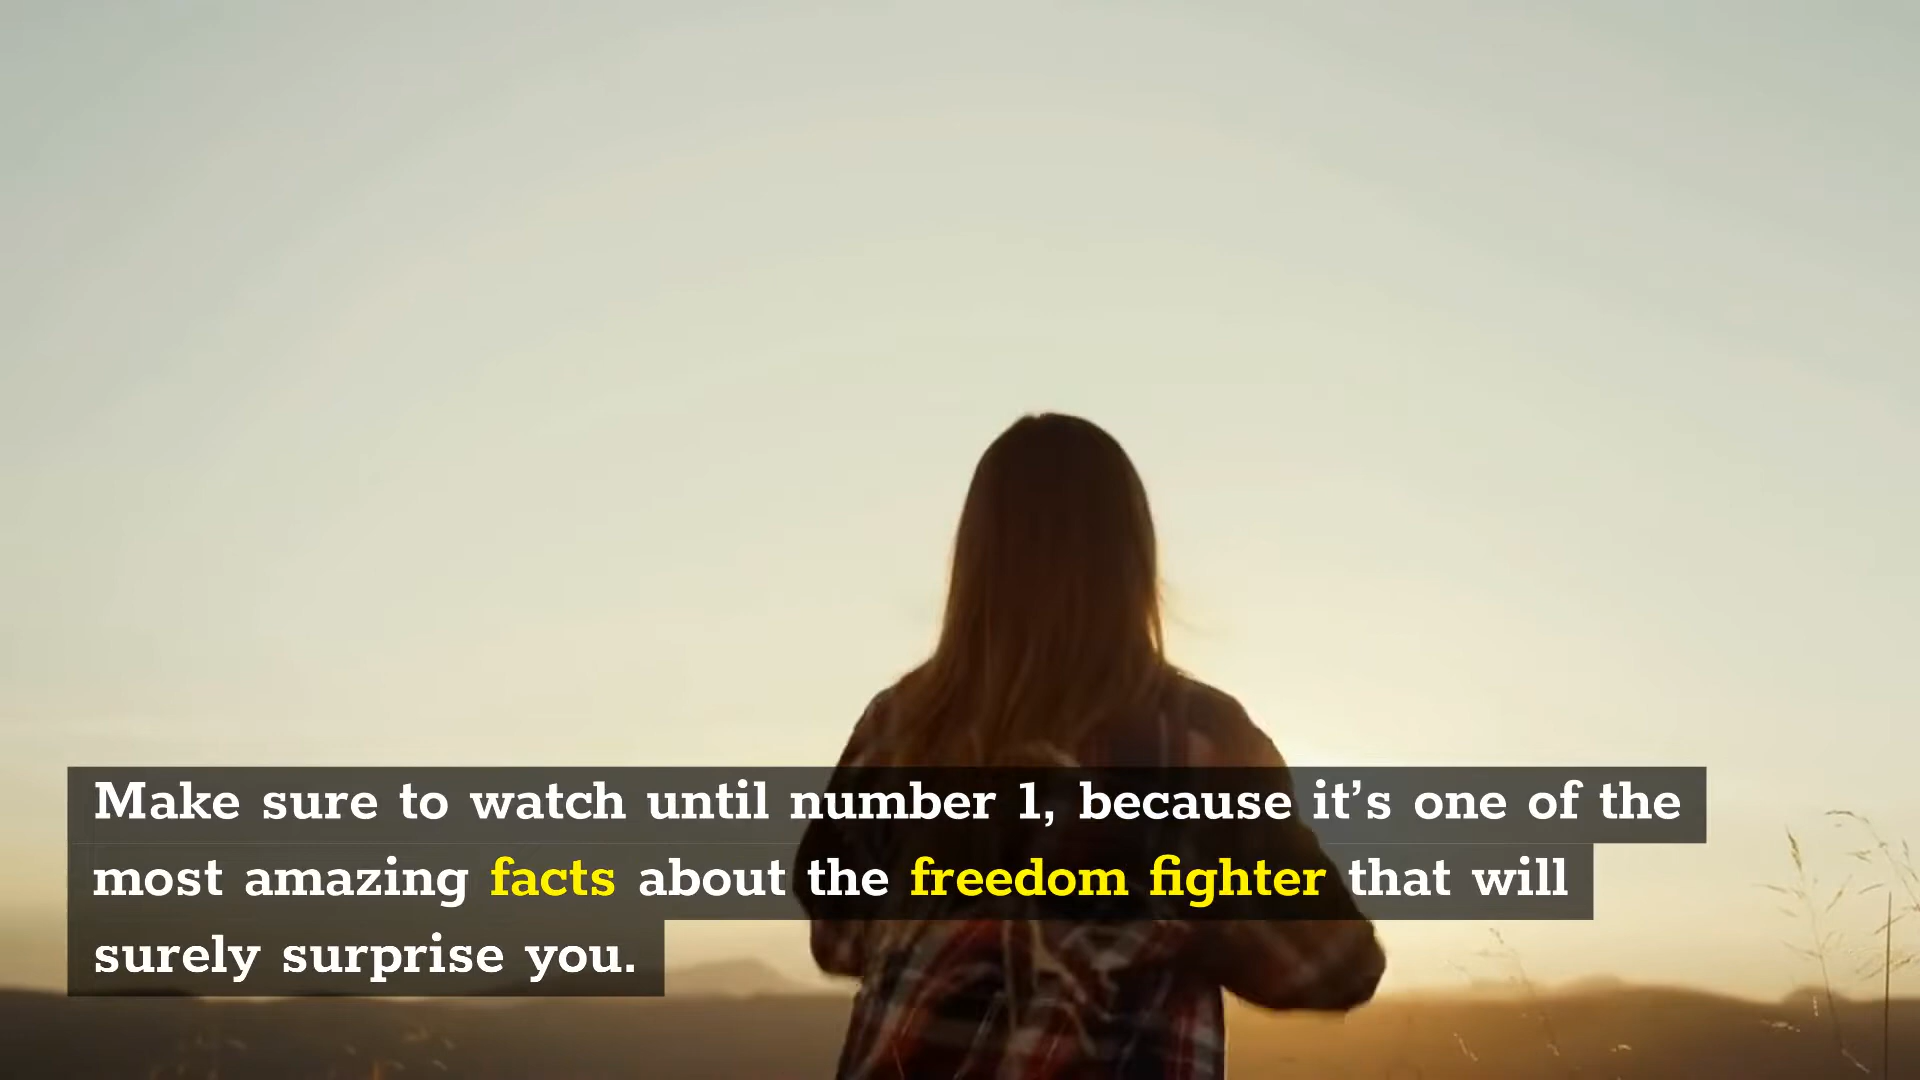 Make sure to watch until number 1, because it’s one of the
most amazing facts about the freedom fighter that will
surely surprise you.